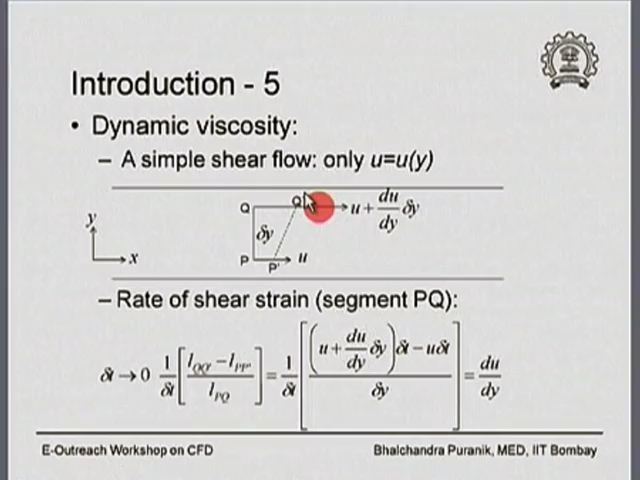 Introduction - 5
• Dynamic viscosity:
– A simple shear flow: only u=u(y)
Q Q' u + du/dy δy
y δy
x P P' u
– Rate of shear strain (segment PQ):
δt → 0 1/δt [ (l_QQ' − l_PP') / l_PQ ] = 1/δt [ ((u + du/dy δy) δt − uδt) / δy ] = du/dy
E-Outreach Workshop on CFD Bhalchandra Puranik, MED, IIT Bombay